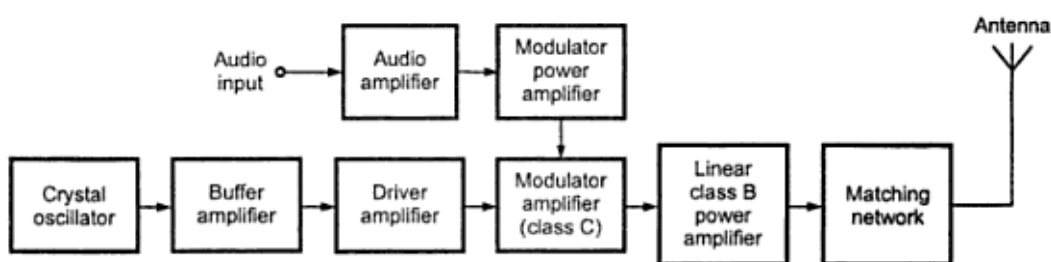 Antenna
Audio
input
Audio
amplifier
Modulator
power
amplifier
Crystal
oscillator
Buffer
amplifier
Driver
amplifier
Modulator
amplifier
(class C)
Linear
class B
power
amplifier
Matching
network